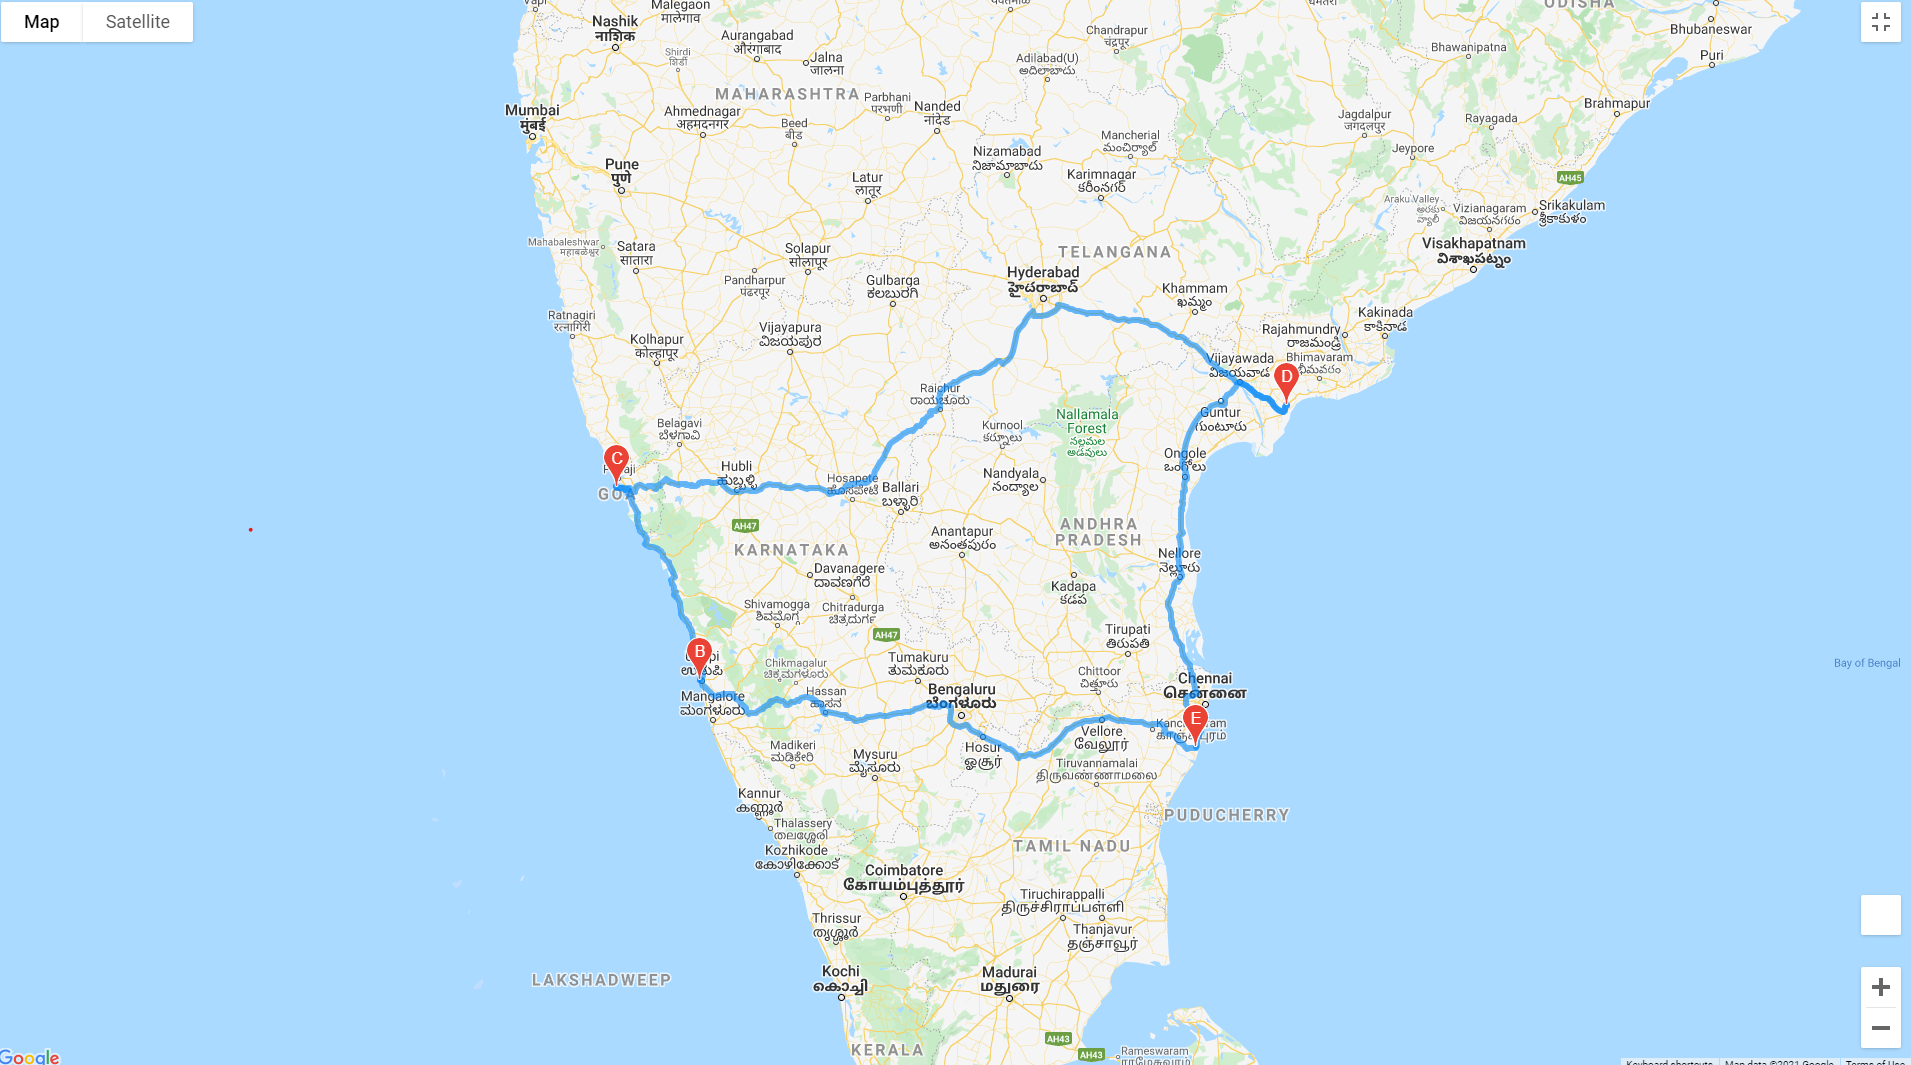 Map
Satellite
Malegaon
मालेगाव
Nashik
नाशिक
ODISHA
Bhubaneswar
Puri
Chandrapur
चंद्रपूर
Aurangabad
औरंगाबाद
Shirdi
शिर्डी
Jalna
जालना
Adilabad(U)
Bhawanipatna
MAHARASHTRA
Parbhani
परभणी
Nanded
नांदेड
Brahmapur
Mumbai
मुंबई
Ahmednagar
अहमदनगर
Beed
बीड
Jagdalpur
जगदलपुर
Rayagada
Mancherial
మంచిర్యాల్
Jeypore
Pune
पुणे
Nizamabad
నిజామాబాదు
Karimnagar
కరీంనగర్
Latur
लातूर
AH45
Araku Valley
అరకు
వ్యాలీ
Vizianagaram
విజయనగరం
Srikakulam
శ్రీకాకుళం
Mahabaleshwar
महाबळेश्वर
Satara
सातारा
Solapur
सोलापूर
TELANGANA
Visakhapatnam
విశాఖపట్నం
Hyderabad
హైదరాబాద్
Pandharpur
पंढरपूर
Gulbarga
ಕಲಬುರಗಿ
Khammam
ఖమ్మం
Ratnagiri
रत्नागिरी
Kolhapur
कोल्हापूर
Vijayapura
ವಿಜಯಪುರ
Kakinada
కాకినాడ
Rajahmundry
రాజమండ్రి
Vijayawada
విజయవాడ
Bhimavaram
D
Raichur
ರಾಯಚೂರು
Nallamala
Forest
నల్లమల
అడవులు
Guntur
గుంటూరు
Belagavi
ಬೆಳಗಾವಿ
Kurnool
కర్నూలు
C
GOA
Hubli
ಹುಬ್ಬಳ್ಳಿ
Hosapete
ಹೊಸಪೇಟೆ
Ballari
ಬಳ್ಳಾರಿ
Nandyala
నంద్యాల
Ongole
ఒంగోలు
AH47
KARNATAKA
Anantapur
అనంతపురం
ANDHRA
PRADESH
Nellore
నెల్లూరు
Davanagere
ದಾವಣಗೆರೆ
Kadapa
కడప
Shivamogga
ಶಿವಮೊಗ್ಗ
Chitradurga
ಚಿತ್ರದುರ್ಗ
AH47
Tirupati
తిరుపతి
B
ಉಡುಪಿ
Chikmagalur
ಚಿಕ್ಕಮಗಳೂರು
Tumakuru
ತುಮಕೂರು
Chittoor
చిత్తూరు
Bay of Bengal
Mangalore
ಮಂಗಳೂರು
Hassan
ಹಾಸನ
Bengaluru
ಬೆಂಗಳೂರು
Chennai
சென்னை
E
Vellore
வேலூர்
Hosur
ஓசூர்
Madikeri
ಮಡಿಕೇರಿ
Mysuru
ಮೈಸೂರು
Tiruvannamalai
திருவண்ணாமலை
Kannur
കണ്ണൂർ
Thalassery
തലശ്ശേരി
PUDUCHERRY
Kozhikode
കോഴിക്കോട്
TAMIL NADU
Coimbatore
கோயம்புத்தூர்
Tiruchirappalli
திருச்சிராப்பள்ளி
Thrissur
തൃശ്ശൂർ
Thanjavur
தஞ்சாவூர்
LAKSHADWEEP
Kochi
കൊച്ചി
Madurai
மதுரை
AH43
KERALA
AH43
Rameswaram
Google
Keyboard shortcuts
Map data ©2021 Google
Terms of Use